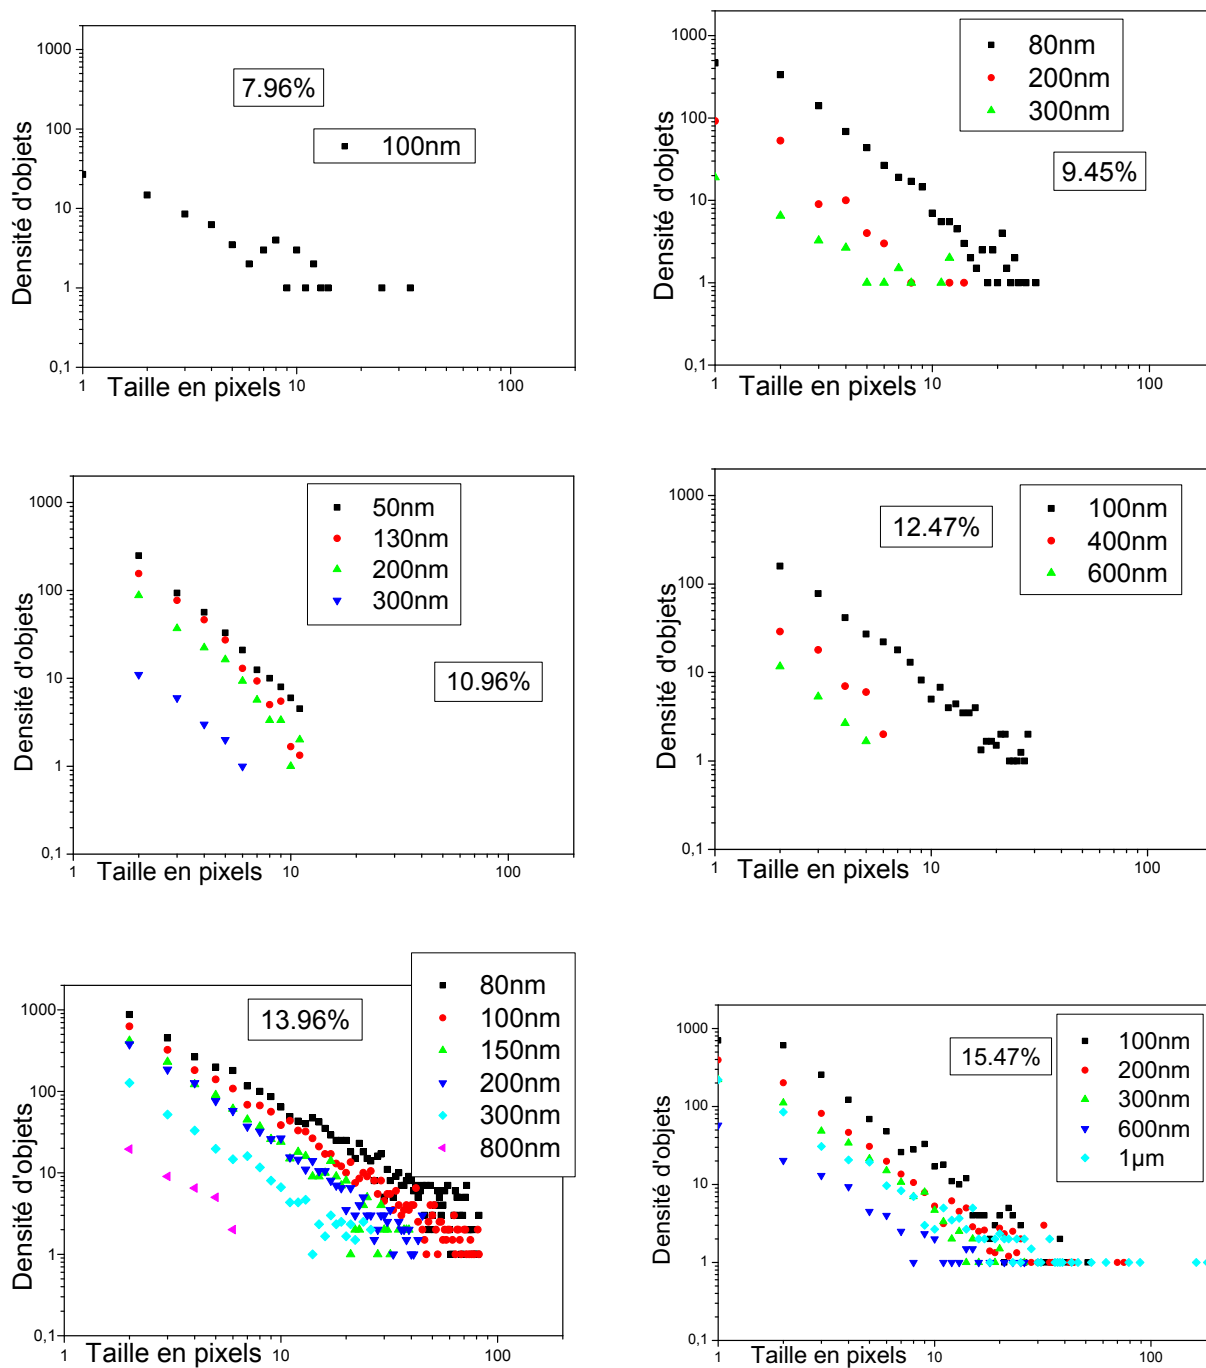 1000
100
10
1
0,1
Densité d'objets
7.96%
100nm
1
10
100
Taille en pixels
1000
100
10
1
0,1
Densité d'objets
80nm
200nm
300nm
9.45%
1
10
100
Taille en pixels
1000
100
10
1
0,1
Densité d'objets
50nm
130nm
200nm
300nm
10.96%
1
10
100
Taille en pixels
1000
100
10
1
0,1
Densité d'objets
12.47%
100nm
400nm
600nm
1
10
100
Taille en pixels
1000
100
10
1
0,1
Densité d'objets
13.96%
80nm
100nm
150nm
200nm
300nm
800nm
1
10
100
Taille en pixels
1000
100
10
1
0,1
Densité d'objets
15.47%
100nm
200nm
300nm
600nm
1µm
1
10
100
Taille en pixels